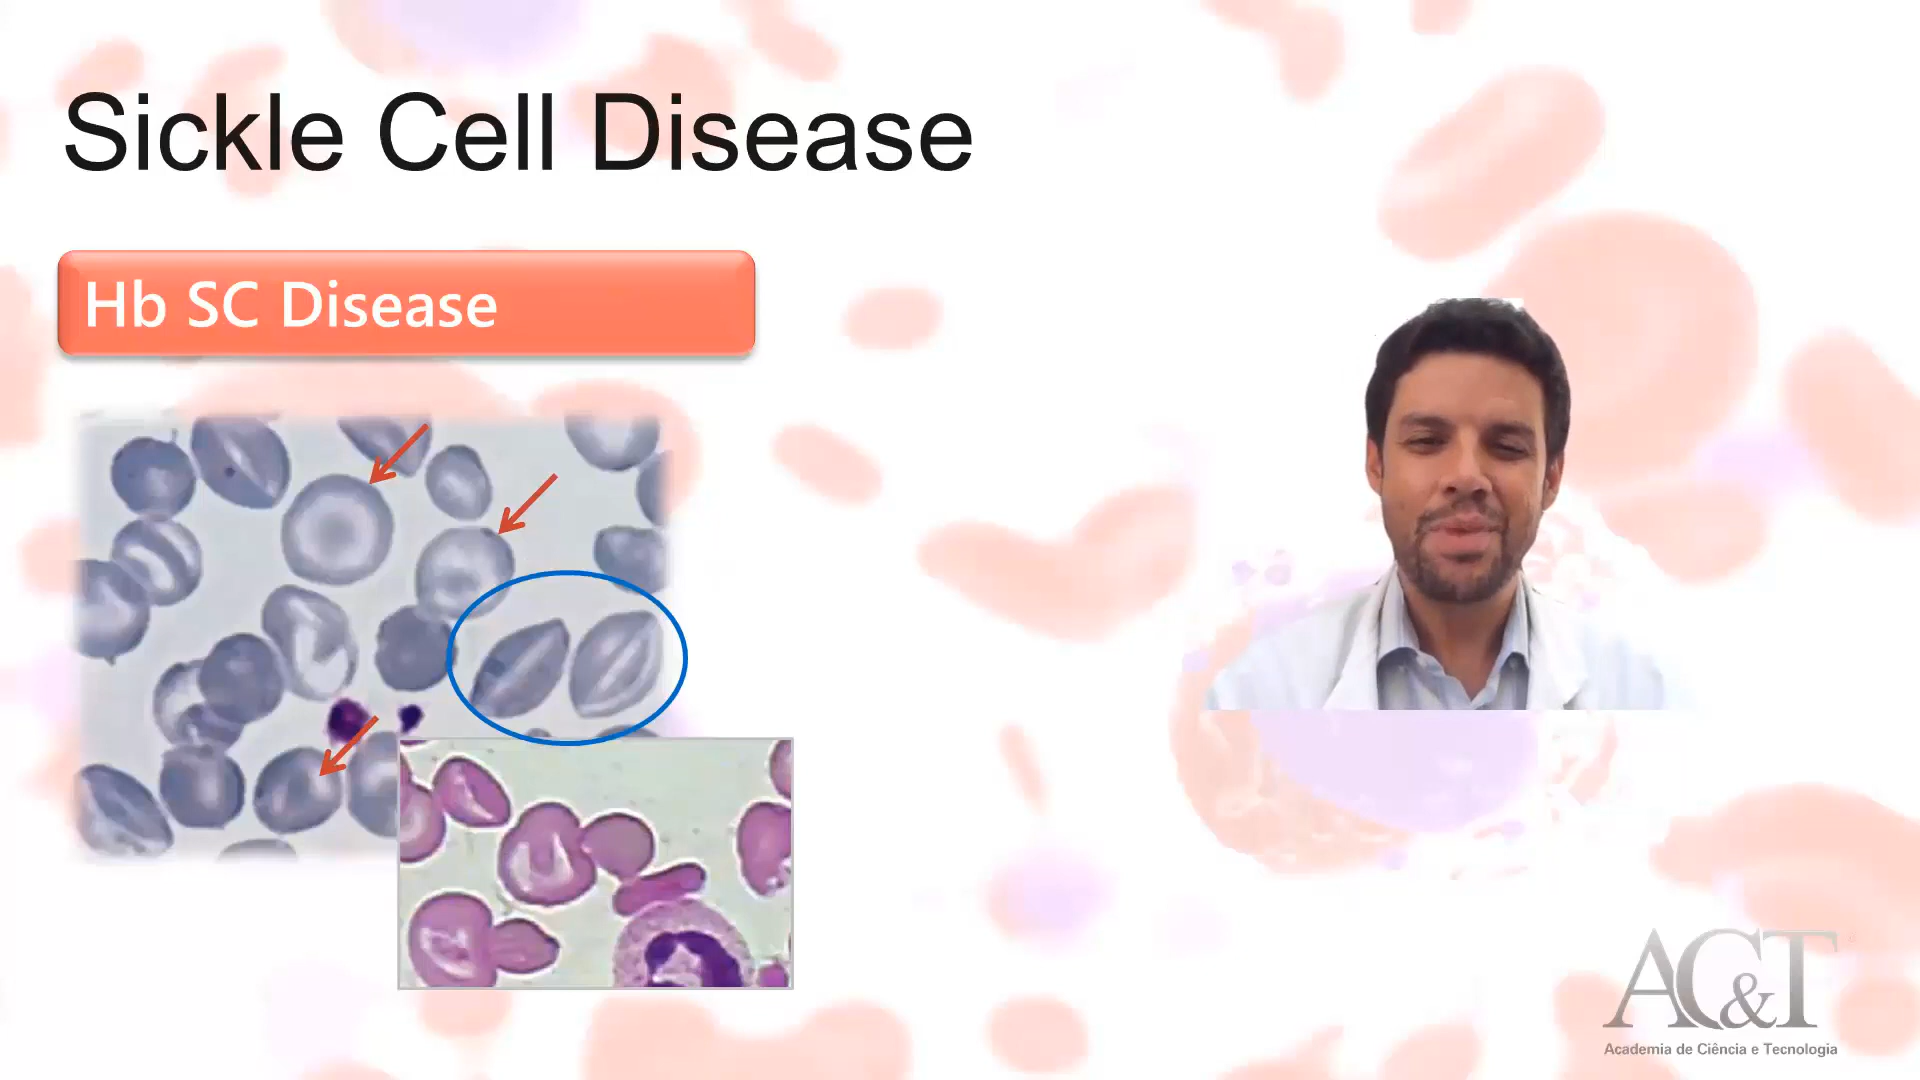 Sickle Cell Disease
Hb SC Disease
AC&T
Academia de Ciência e Tecnologia